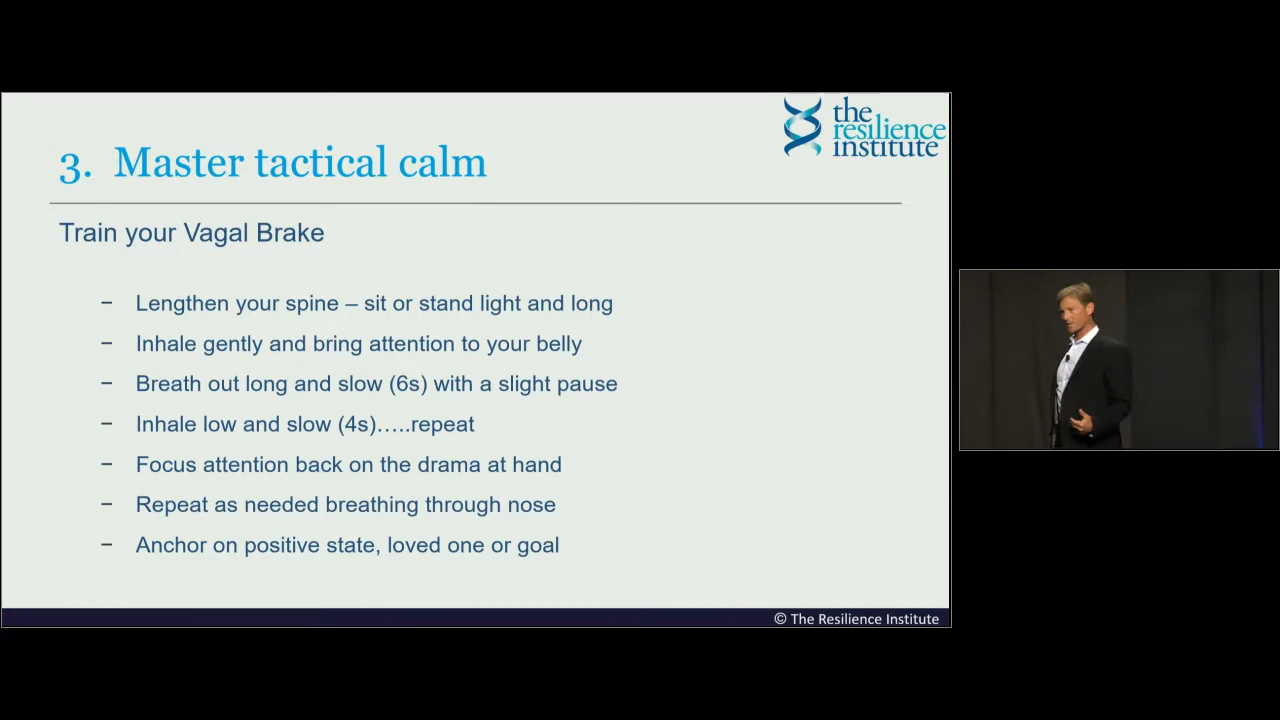 the
resilience
institute
3. Master tactical calm
Train your Vagal Brake
− Lengthen your spine – sit or stand light and long
− Inhale gently and bring attention to your belly
− Breath out long and slow (6s) with a slight pause
− Inhale low and slow (4s)…..repeat
− Focus attention back on the drama at hand
− Repeat as needed breathing through nose
− Anchor on positive state, loved one or goal
© The Resilience Institute